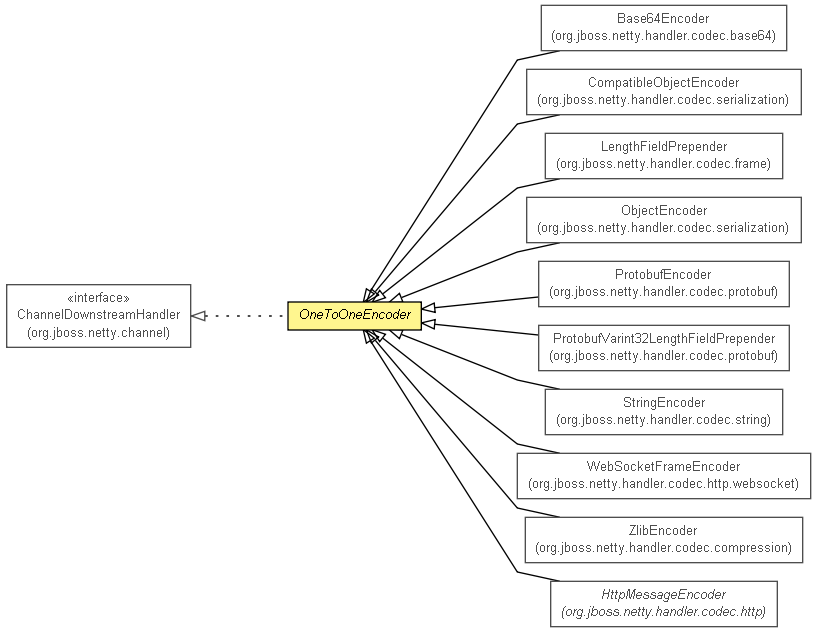 Base64Encoder
(org.jboss.netty.handler.codec.base64)
CompatibleObjectEncoder
(org.jboss.netty.handler.codec.serialization)
LengthFieldPrepender
(org.jboss.netty.handler.codec.frame)
ObjectEncoder
(org.jboss.netty.handler.codec.serialization)
«interface»
ChannelDownstreamHandler
(org.jboss.netty.channel)
OneToOneEncoder
ProtobufEncoder
(org.jboss.netty.handler.codec.protobuf)
ProtobufVarint32LengthFieldPrepender
(org.jboss.netty.handler.codec.protobuf)
StringEncoder
(org.jboss.netty.handler.codec.string)
WebSocketFrameEncoder
(org.jboss.netty.handler.codec.http.websocket)
ZlibEncoder
(org.jboss.netty.handler.codec.compression)
HttpMessageEncoder
(org.jboss.netty.handler.codec.http)